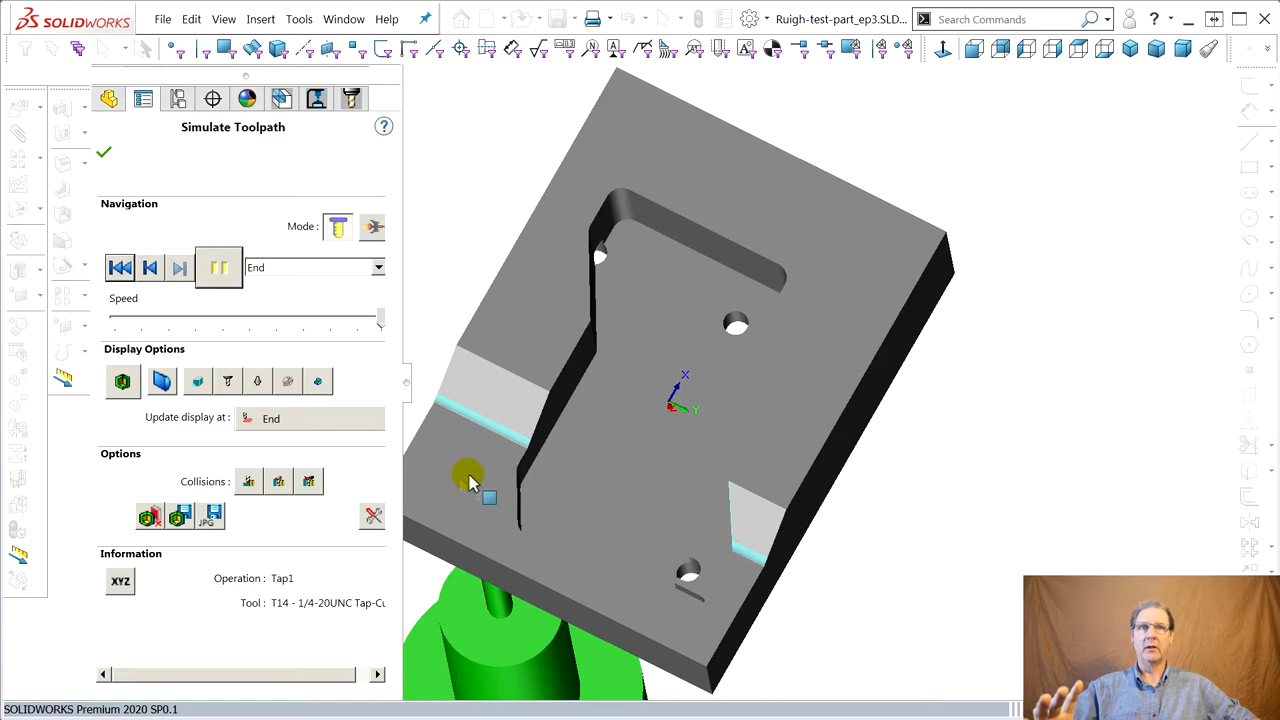 SOLIDWORKS File Edit View Insert Tools Window Help Ruigh-test-part_ep3.SLD... Search Commands ?
Simulate Toolpath ?
Navigation
Mode :
End
Speed
Display Options
Update display at : End
Options
Collisions:
JPG
Information
XYZ Operation : Tap1
Tool : T14 - 1/4-20UNC Tap-Cu
X
Y
SOLIDWORKS Premium 2020 SP0.1